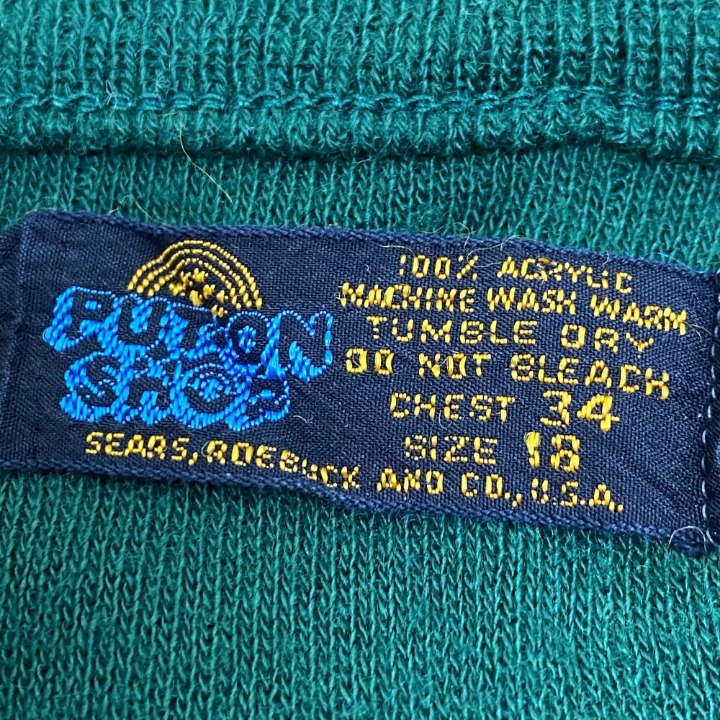 PUT-ON
SHOP
100% ACRYLIC
MACHINE WASH WARM
TUMBLE DRY
DO NOT BLEACH
CHEST 34
SIZE 18
SEARS, ROEBUCK AND CO., U.S.A.